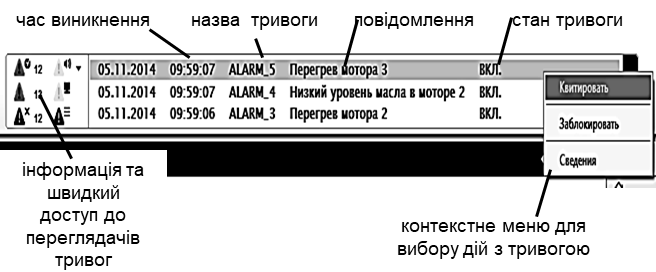 час виникнення назва тривоги повідомлення стан тривоги
12 05.11.2014 09:59:07 ALARM_5 Перегрев мотора 3 ВКЛ.
13 05.11.2014 09:59:07 ALARM_4 Низкий уровень масла в моторе 2 ВКЛ.
12 05.11.2014 09:59:06 ALARM_3 Перегрев мотора 2 ВКЛ.
Квитировать
Заблокировать
Сведения
інформація та
швидкий
доступ до
переглядачів
тривог
контекстне меню для
вибору дій з тривогою